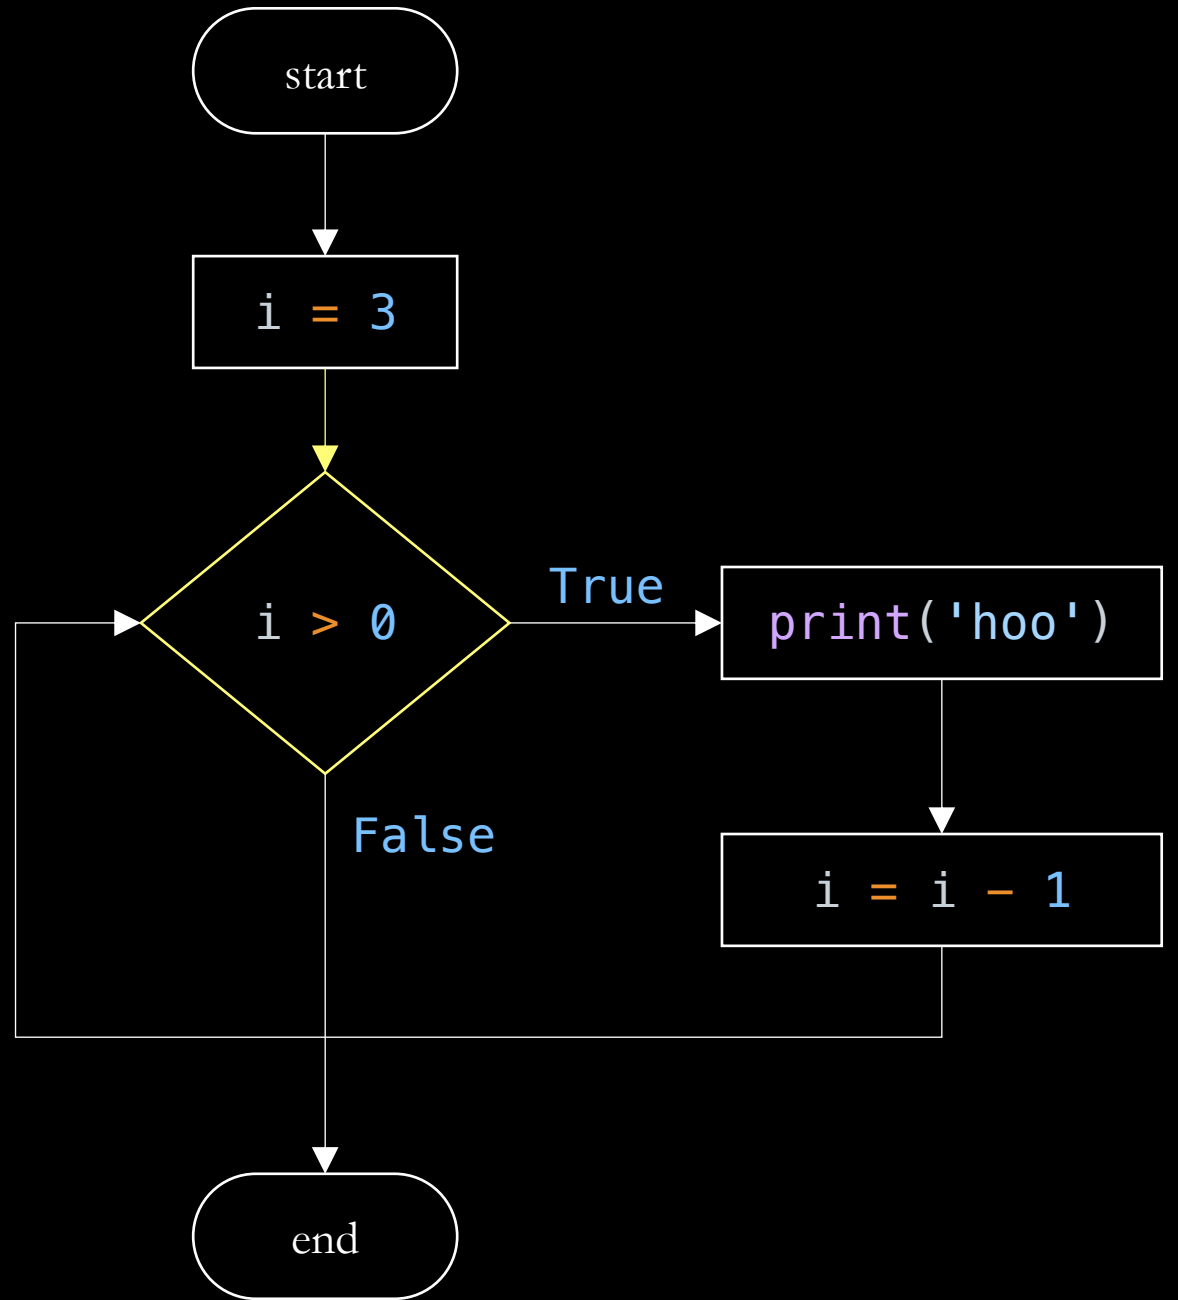 start
i = 3
i > 0
True
print('hoo')
False
i = i - 1
end